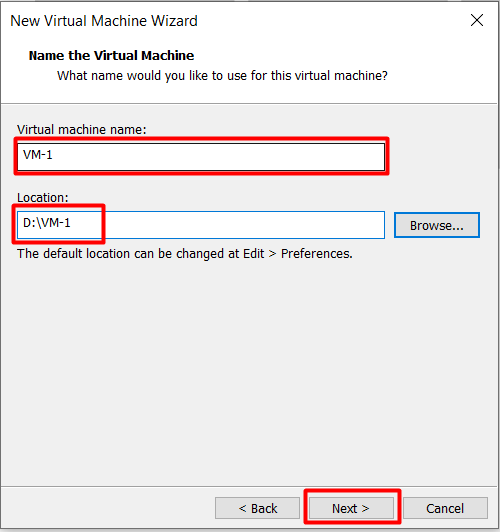 New Virtual Machine Wizard
Name the Virtual Machine
What name would you like to use for this virtual machine?
Virtual machine name:
VM-1
Location:
D:\VM-1
Browse...
The default location can be changed at Edit > Preferences.
< Back
Next >
Cancel